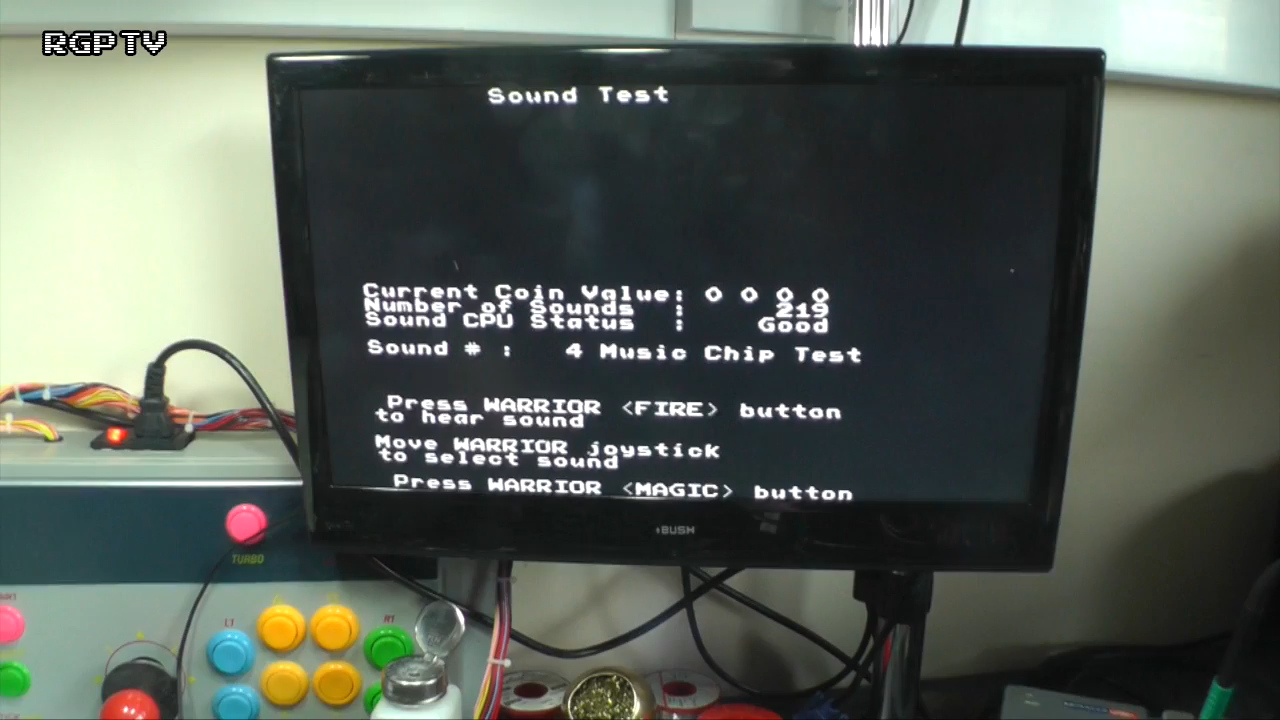 RGPTV
Sound Test
Current Coin Value: 0 0 0 0
Number of Sounds : 219
Sound CPU Status : Good
Sound # : 4 Music Chip Test
Press WARRIOR <FIRE> button
to hear sound
Move WARRIOR joystick
to select sound
Press WARRIOR <MAGIC> button
BUSH
TURBO
LT
RT